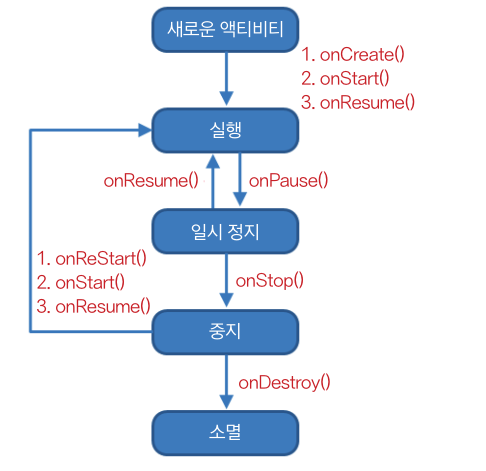 새로운 액티비티
1. onCreate()
2. onStart()
3. onResume()
실행
onResume()
onPause()
일시 정지
1. onReStart()
2. onStart()
3. onResume()
onStop()
중지
onDestroy()
소멸